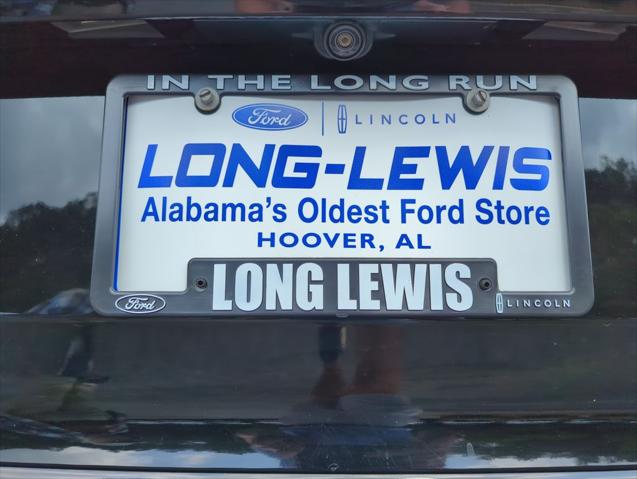 IN THE LONG RUN
Ford LINCOLN
LONG-LEWIS
Alabama's Oldest Ford Store
HOOVER, AL
LONG LEWIS
Ford LINCOLN